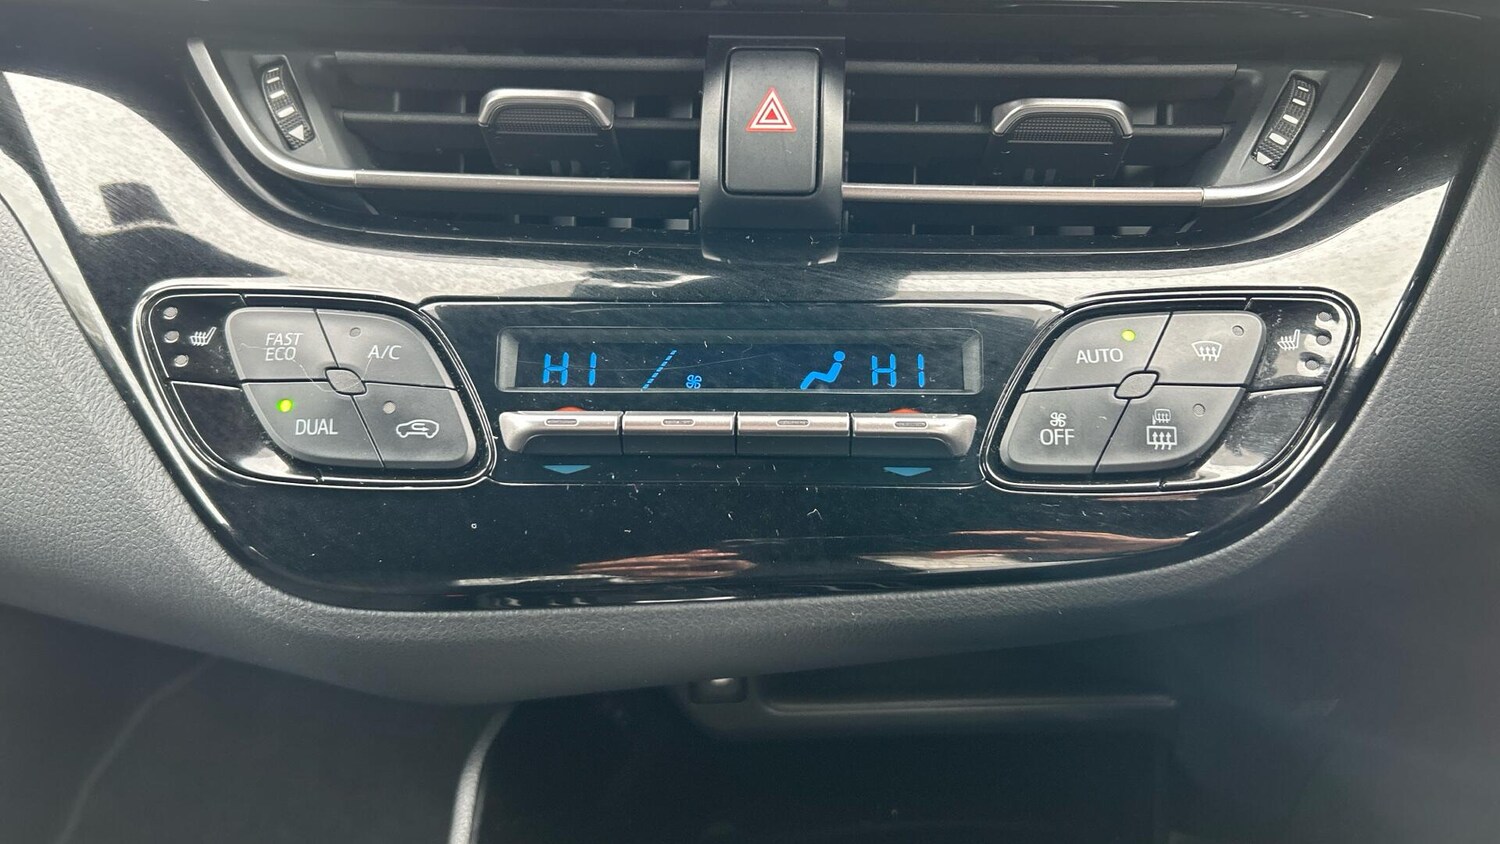 HI HI
FAST
ECO
A/C
DUAL
AUTO
OFF